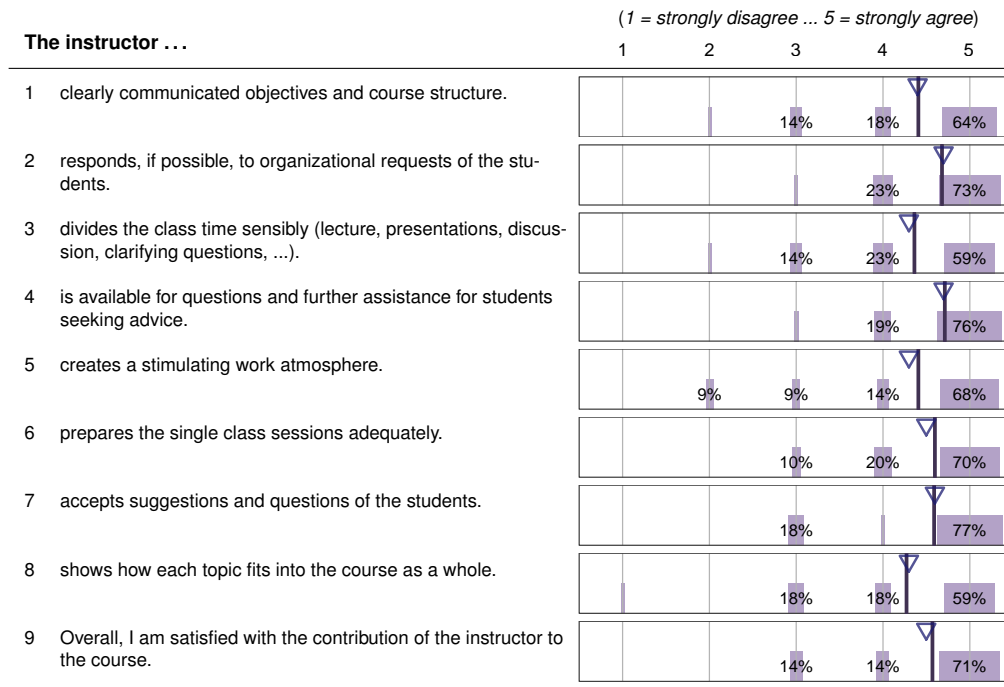 (1 = strongly disagree ... 5 = strongly agree)
The instructor ... 1 2 3 4 5
1 clearly communicated objectives and course structure.
14% 18% 64%
2 responds, if possible, to organizational requests of the stu-
dents.
23% 73%
3 divides the class time sensibly (lecture, presentations, discus-
sion, clarifying questions, ...).
14% 23% 59%
4 is available for questions and further assistance for students
seeking advice.
19% 76%
5 creates a stimulating work atmosphere.
9% 9% 14% 68%
6 prepares the single class sessions adequately.
10% 20% 70%
7 accepts suggestions and questions of the students.
18% 77%
8 shows how each topic fits into the course as a whole.
18% 18% 59%
9 Overall, I am satisfied with the contribution of the instructor to
the course.
14% 14% 71%